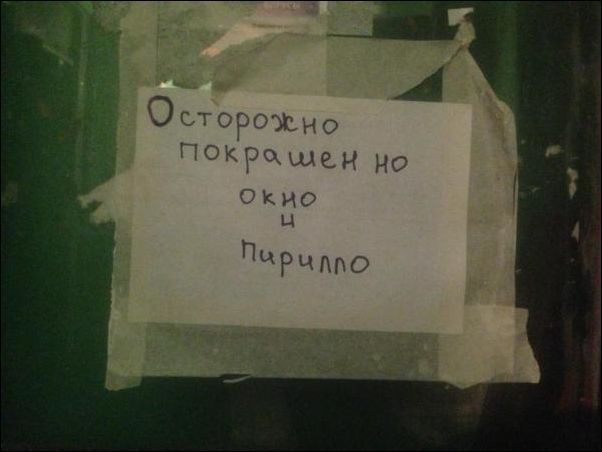 Осторожно
покрашен но
окно
и
пирилло